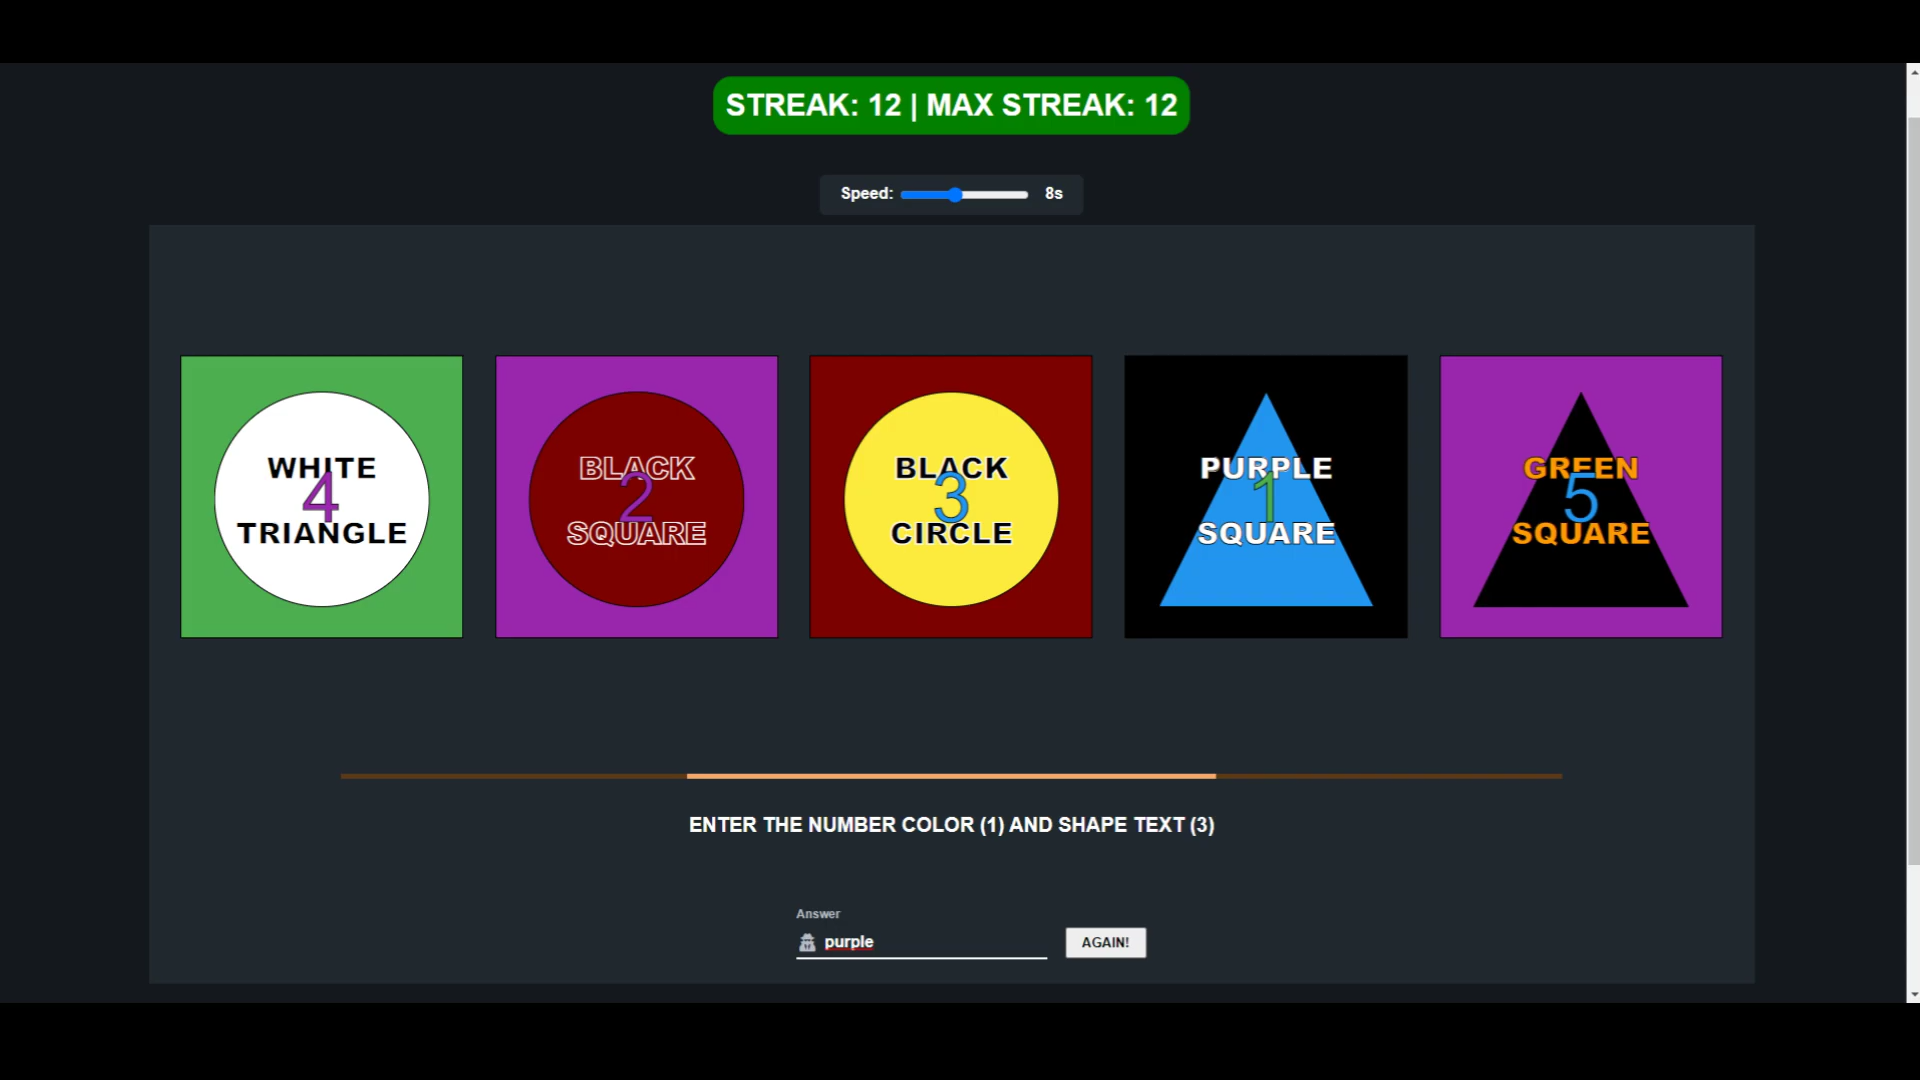 STREAK: 12 | MAX STREAK: 12
Speed: 8s
WHITE
4
TRIANGLE
BLACK
2
SQUARE
BLACK
3
CIRCLE
PURPLE
1
SQUARE
GREEN
5
SQUARE
ENTER THE NUMBER COLOR (1) AND SHAPE TEXT (3)
Answer
purple
AGAIN!